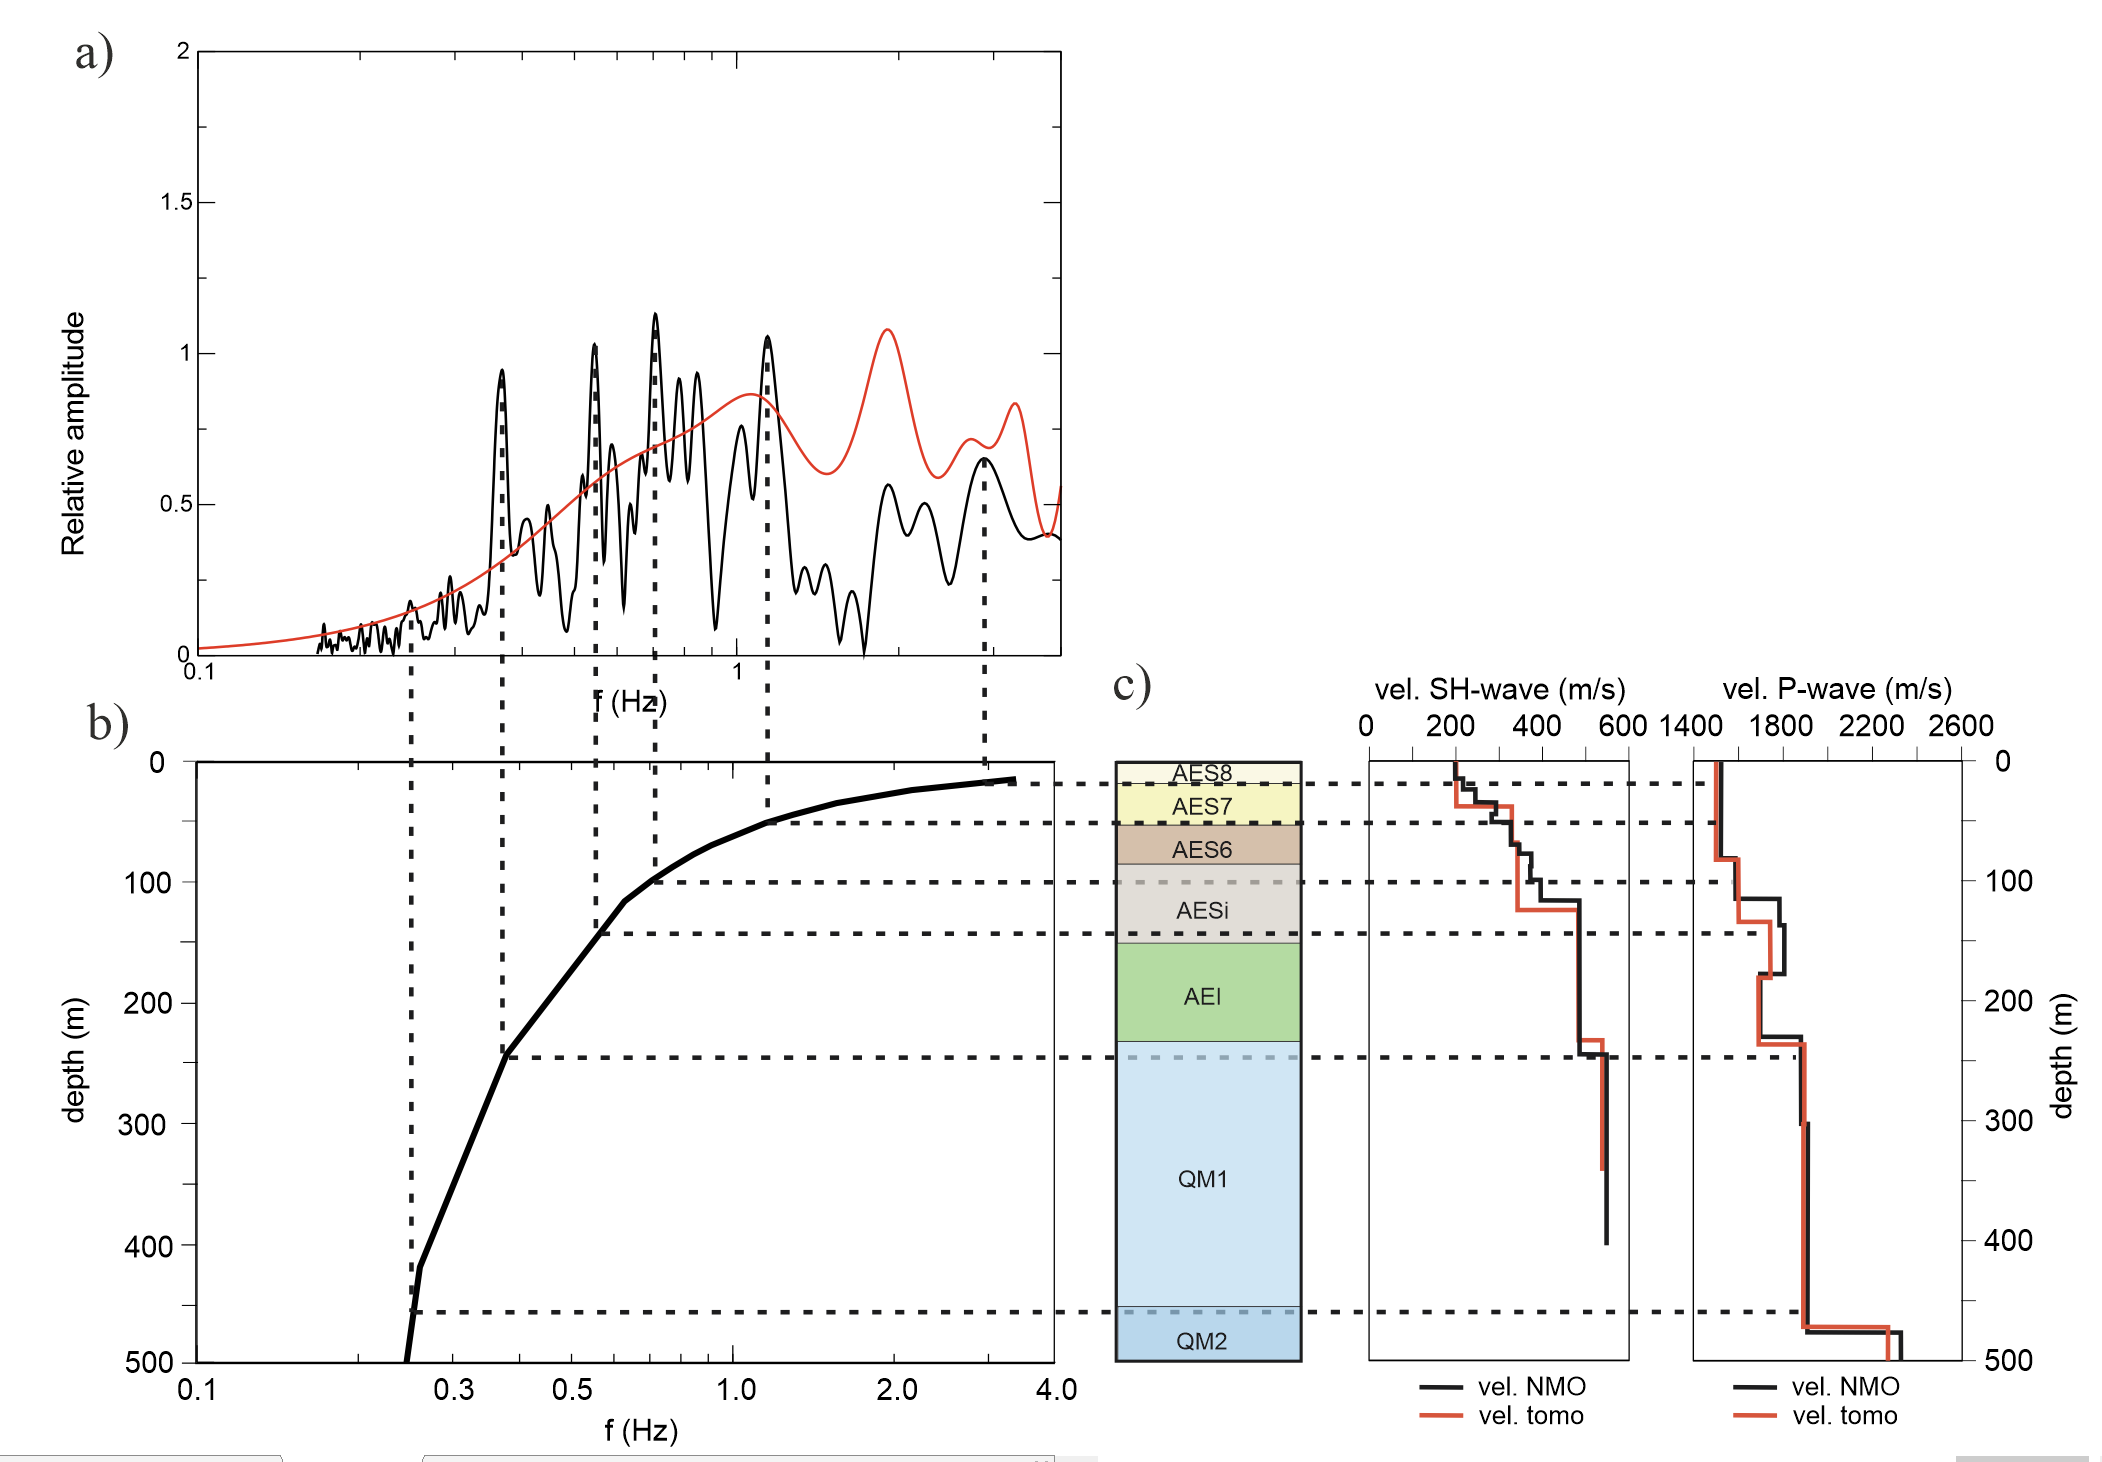 a)
2
1.5
1
0.5
0
Relative amplitude
0.1 1
f (Hz)
b)
0
100
200
300
400
500
depth (m)
0.1 0.3 0.5 1.0 2.0 4.0
f (Hz)
c)
AES8
AES7
AES6
AESi
AEI
QM1
QM2
vel. SH-wave (m/s)
0 200 400 600
vel. NMO
vel. tomo
vel. P-wave (m/s)
1400 1800 2200 2600
0
100
200
300
400
500
depth (m)
vel. NMO
vel. tomo